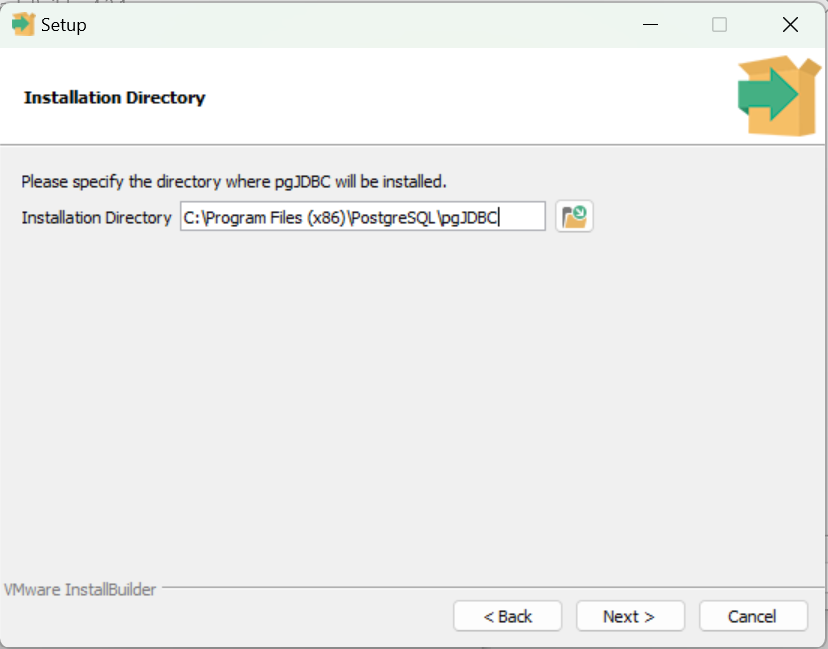 Setup
Installation Directory
Please specify the directory where pgJDBC will be installed.
Installation Directory C:\Program Files (x86)\PostgreSQL\pgJDBC
VMware InstallBuilder
< Back Next > Cancel